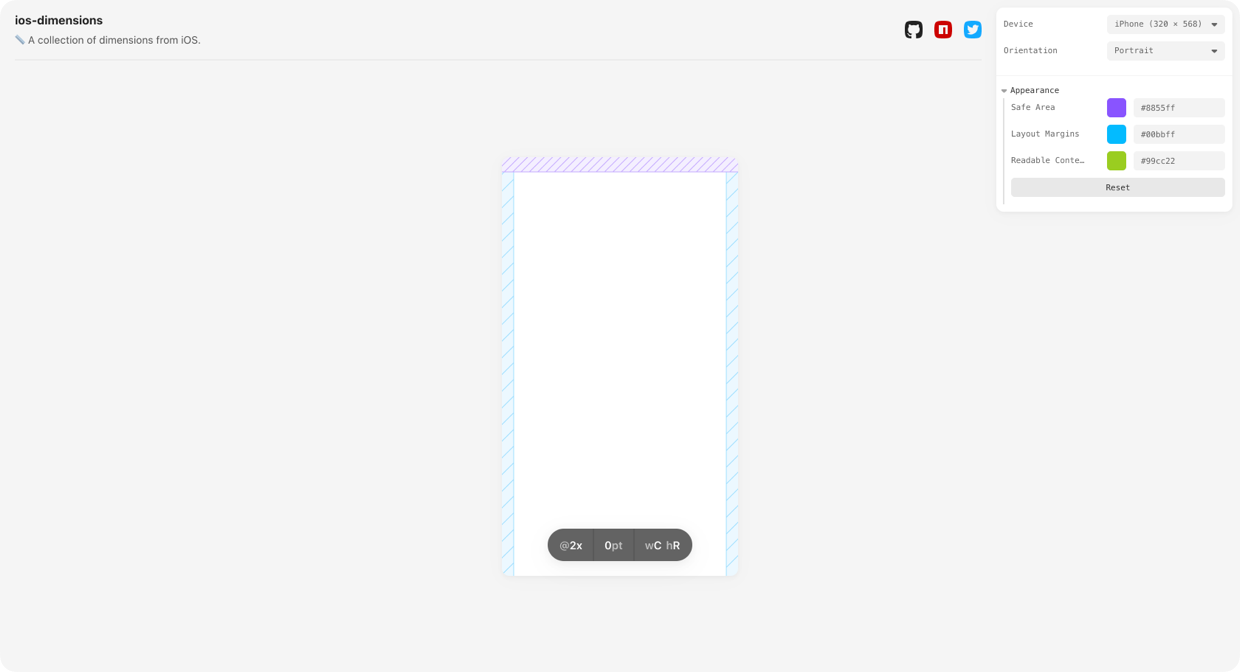 ios-dimensions
A collection of dimensions from iOS.
Device
iPhone (320 × 568)
Orientation
Portrait
Appearance
Safe Area
#8855ff
Layout Margins
#00bbff
Readable Conte…
#99cc22
Reset
@2x
0pt
wC hR